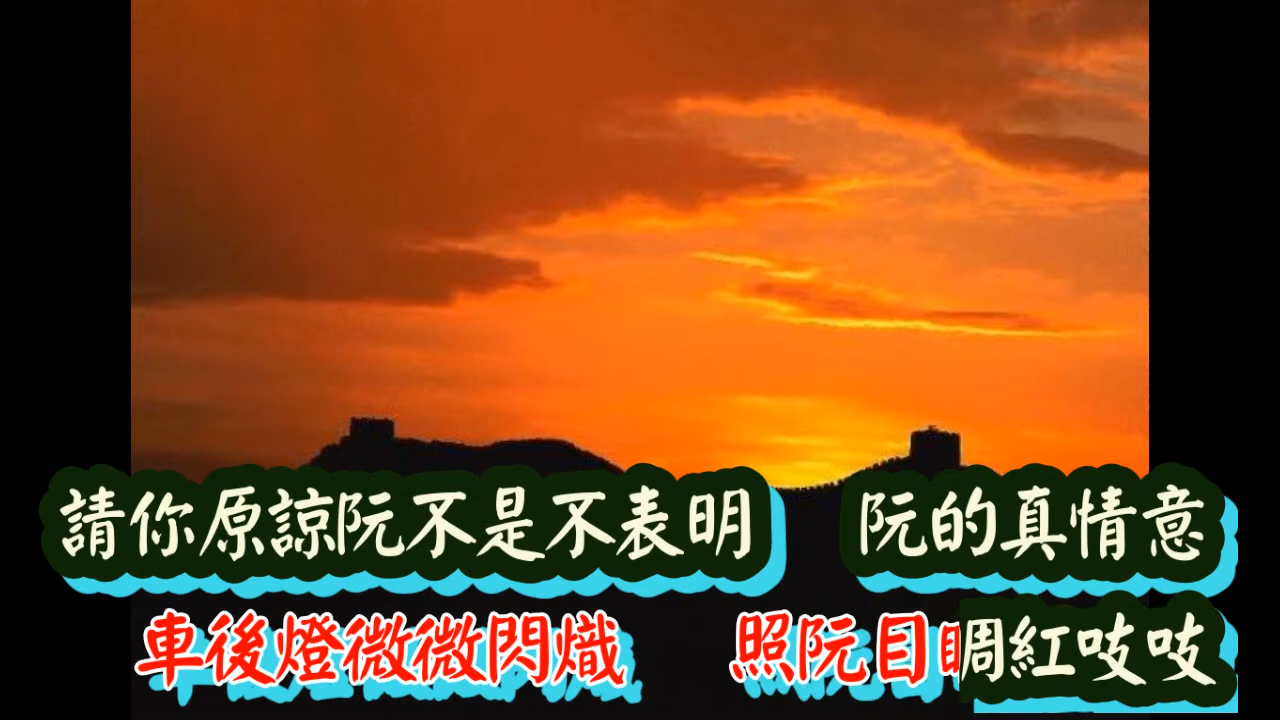 請你原諒阮不是不表明 阮的真情意
車後燈微微閃熾 照阮目睭紅吱吱